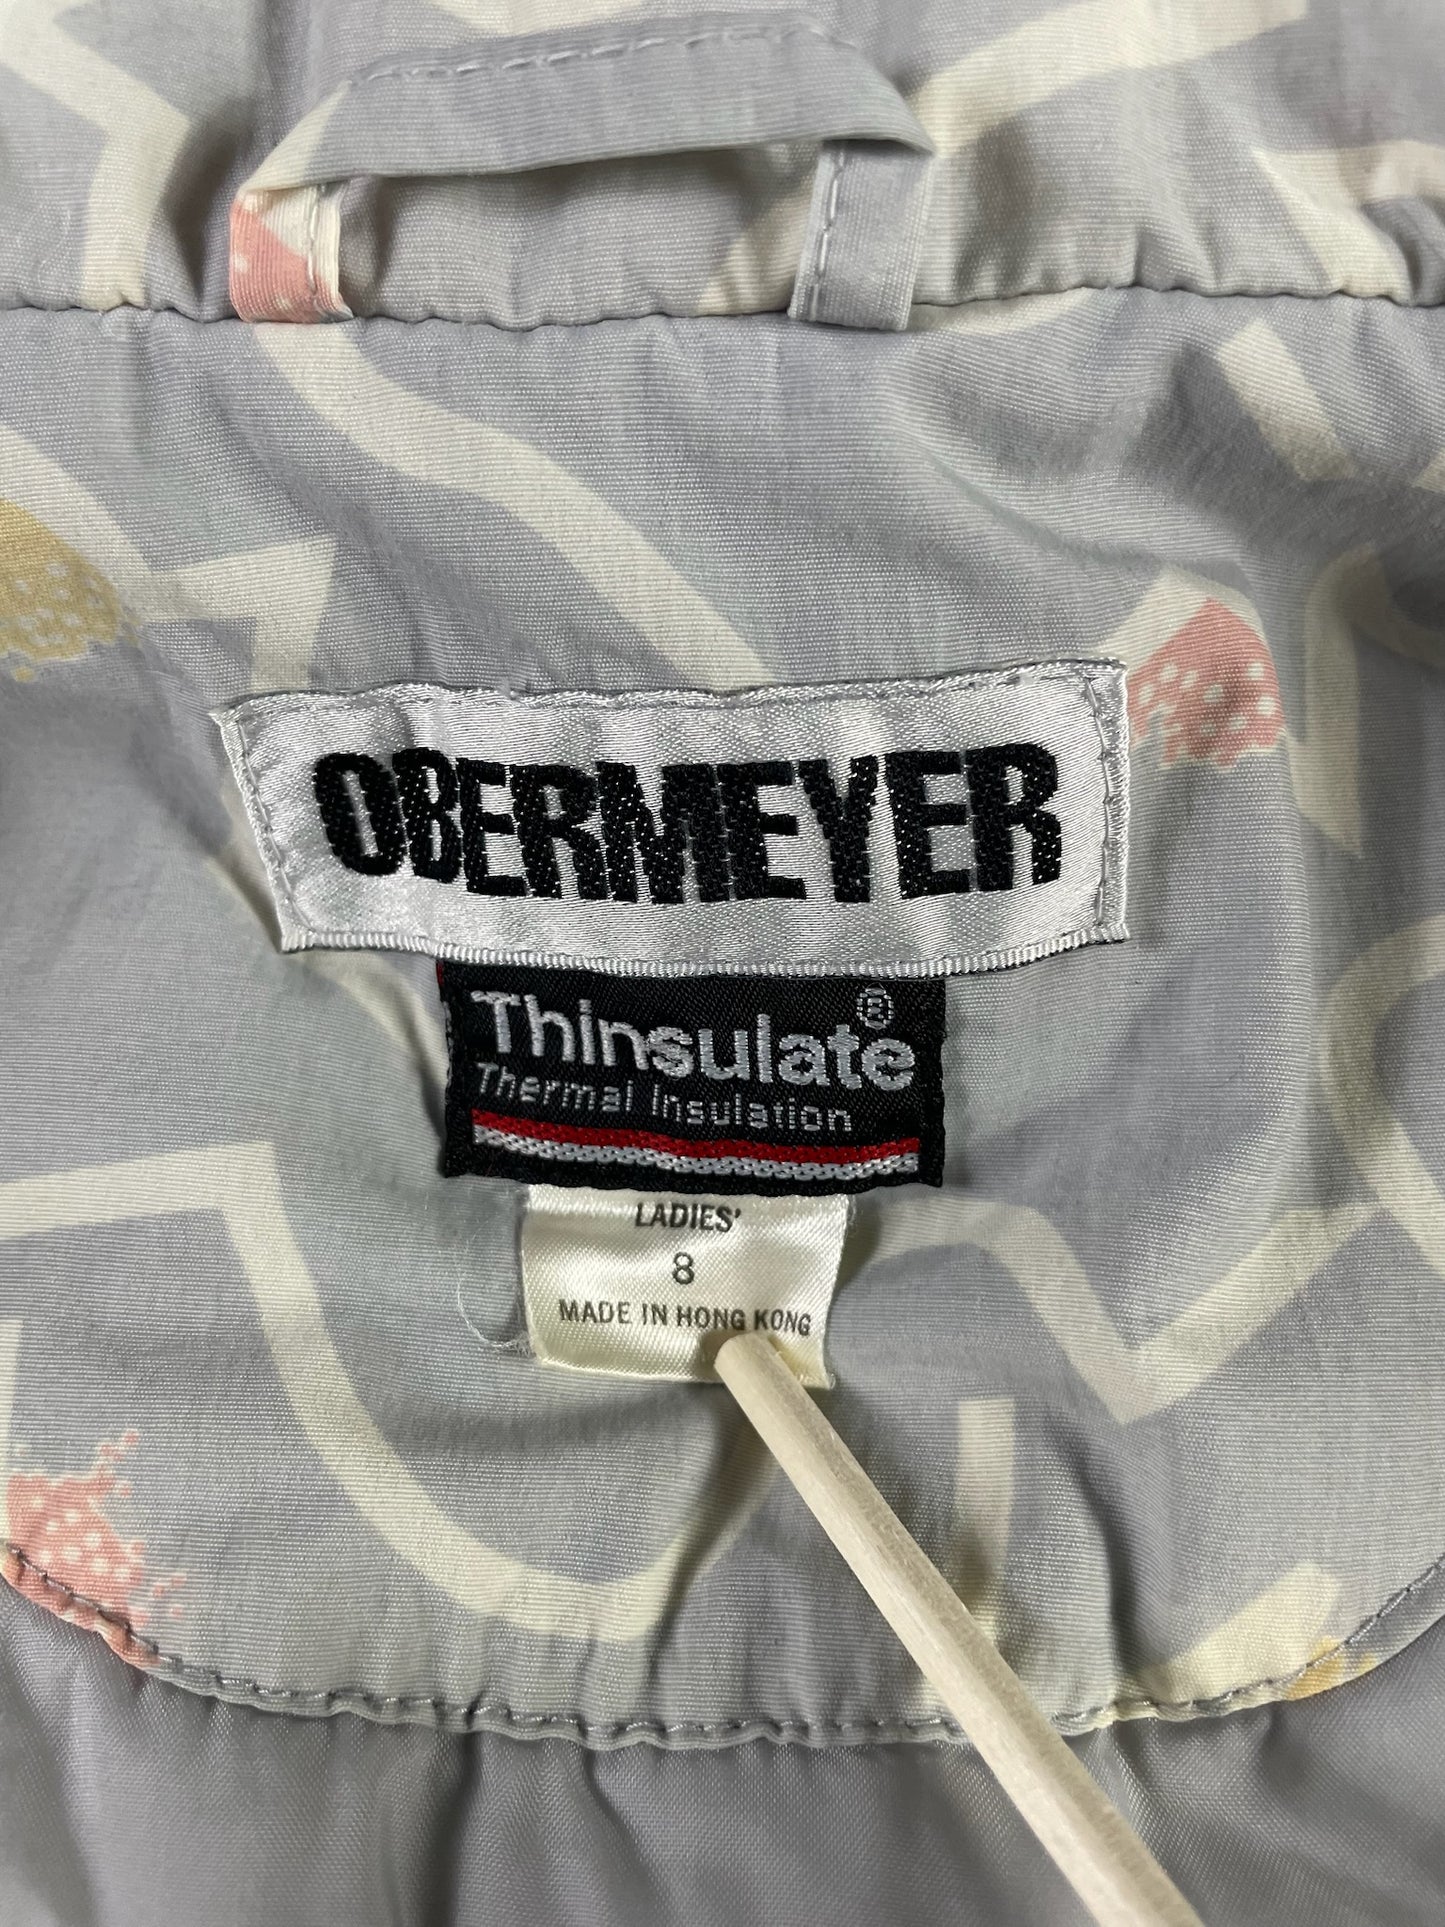 OBERMEYER
Thinsulate®
Thermal Insulation
LADIES'
8
MADE IN HONG KONG